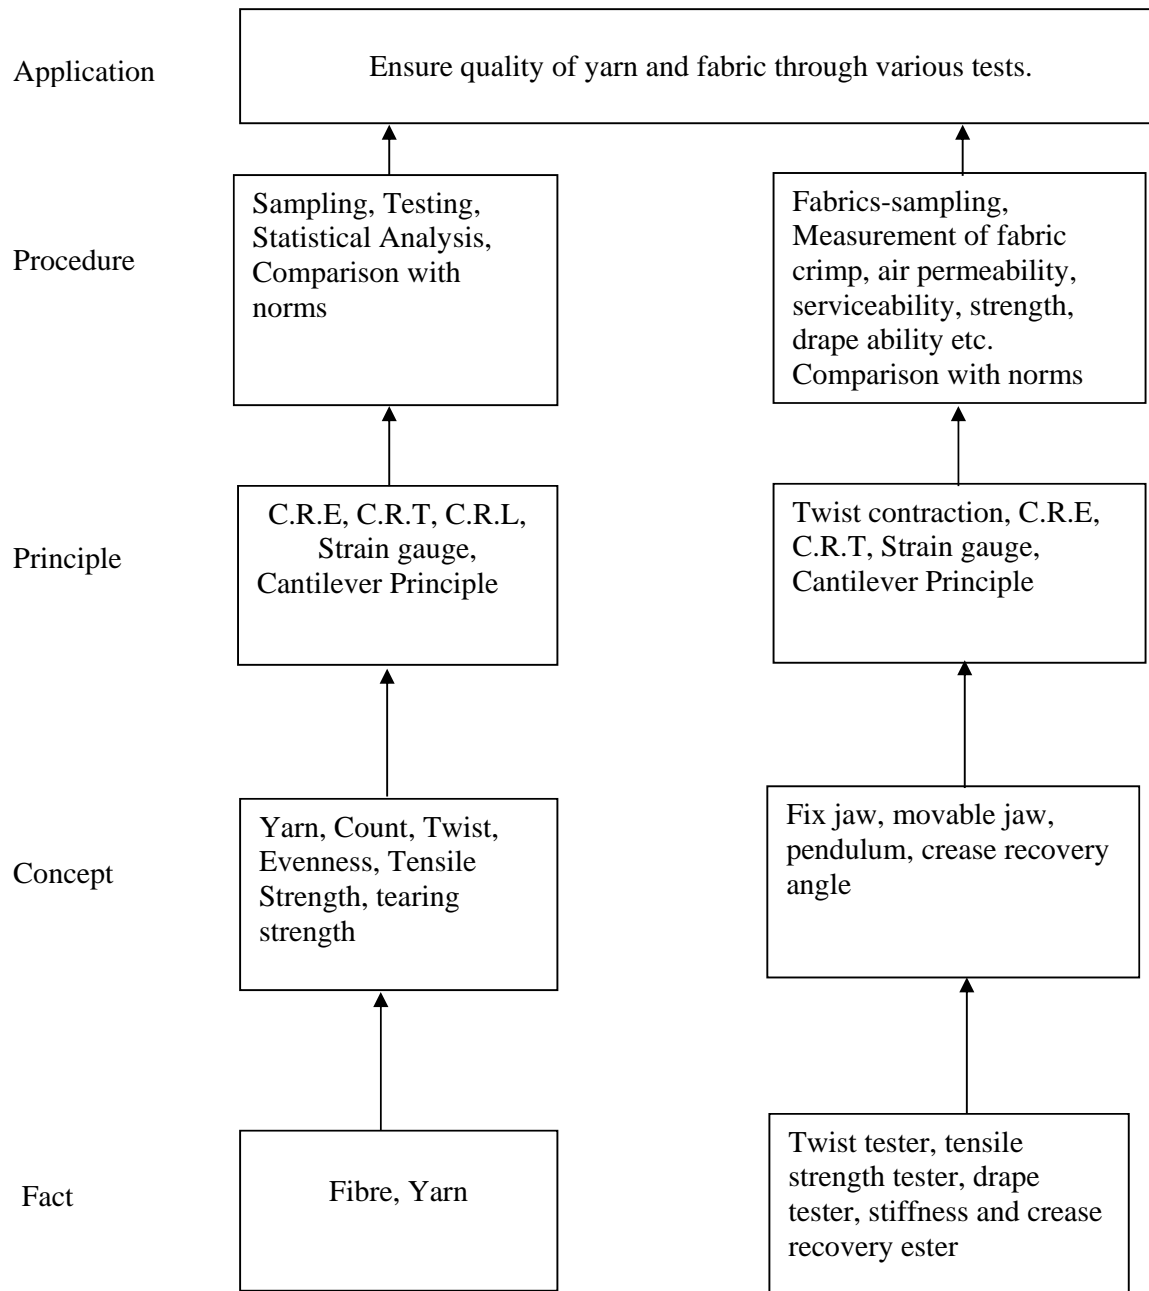 Application
Ensure quality of yarn and fabric through various tests.
Procedure
Sampling, Testing,
Statistical Analysis,
Comparison with
norms
Fabrics-sampling,
Measurement of fabric
crimp, air permeability,
serviceability, strength,
drape ability etc.
Comparison with norms
Principle
C.R.E, C.R.T, C.R.L,
Strain gauge,
Cantilever Principle
Twist contraction, C.R.E,
C.R.T, Strain gauge,
Cantilever Principle
Concept
Yarn, Count, Twist,
Evenness, Tensile
Strength, tearing
strength
Fix jaw, movable jaw,
pendulum, crease recovery
angle
Fact
Fibre, Yarn
Twist tester, tensile
strength tester, drape
tester, stiffness and crease
recovery ester